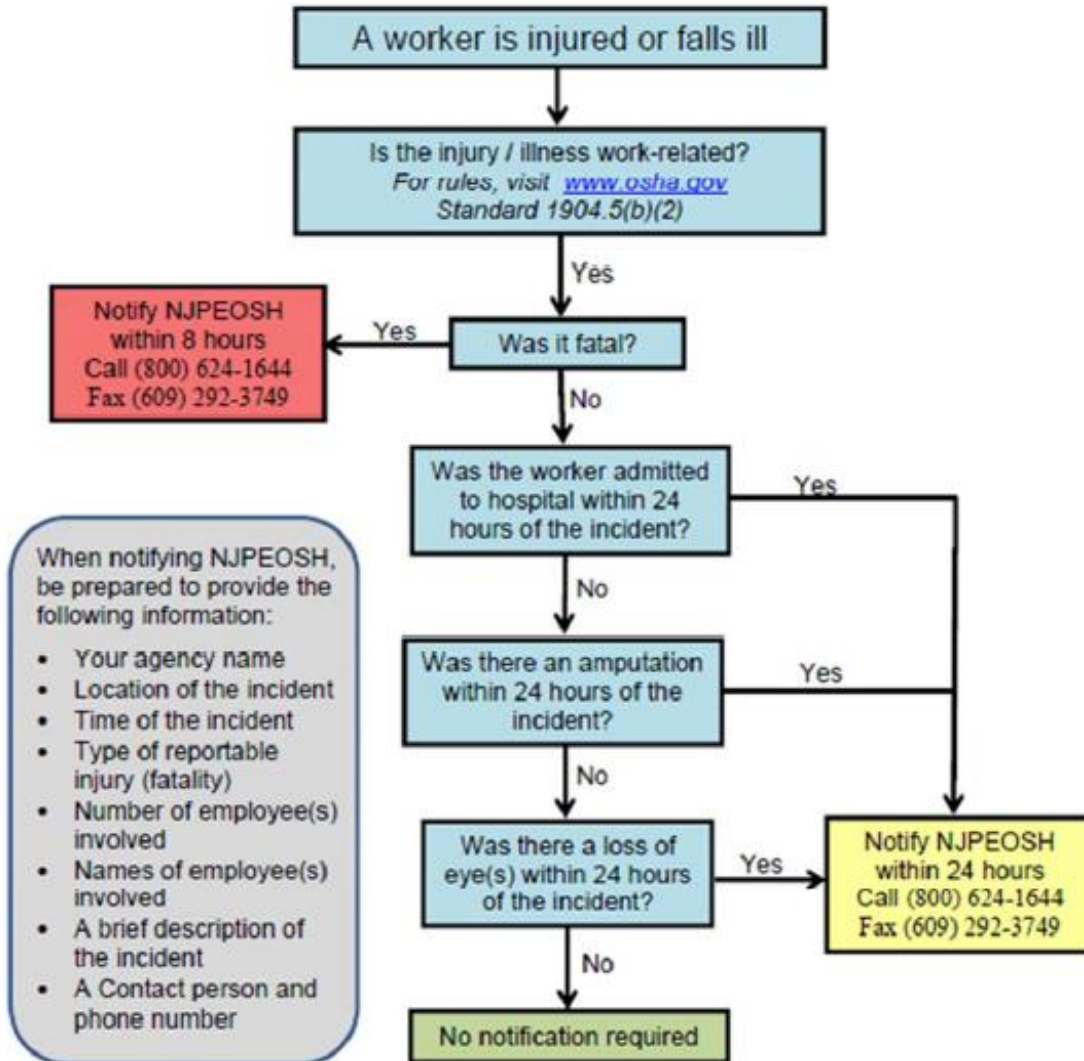 A worker is injured or falls ill
Is the injury / illness work-related?
For rules, visit www.osha.gov
Standard 1904.5(b)(2)
Yes
Notify NJPEOSH
within 8 hours
Call (800) 624-1644
Fax (609) 292-3749
Yes
Was it fatal?
No
Was the worker admitted
to hospital within 24
hours of the incident?
Yes
No
Was there an amputation
within 24 hours of the
incident?
Yes
No
Was there a loss of
eye(s) within 24 hours
of the incident?
Yes
Notify NJPEOSH
within 24 hours
Call (800) 624-1644
Fax (609) 292-3749
No
No notification required
When notifying NJPEOSH,
be prepared to provide the
following information:
• Your agency name
• Location of the incident
• Time of the incident
• Type of reportable
injury (fatality)
• Number of employee(s)
involved
• Names of employee(s)
involved
• A brief description of
the incident
• A Contact person and
phone number